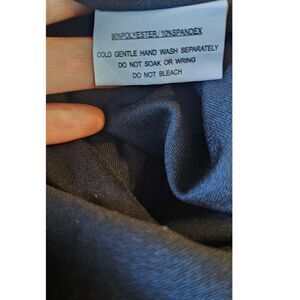 90%POLYESTER/10%SPANDEX
COLD GENTLE HAND WASH SEPARATELY
DO NOT SOAK OR WRING
DO NOT BLEACH